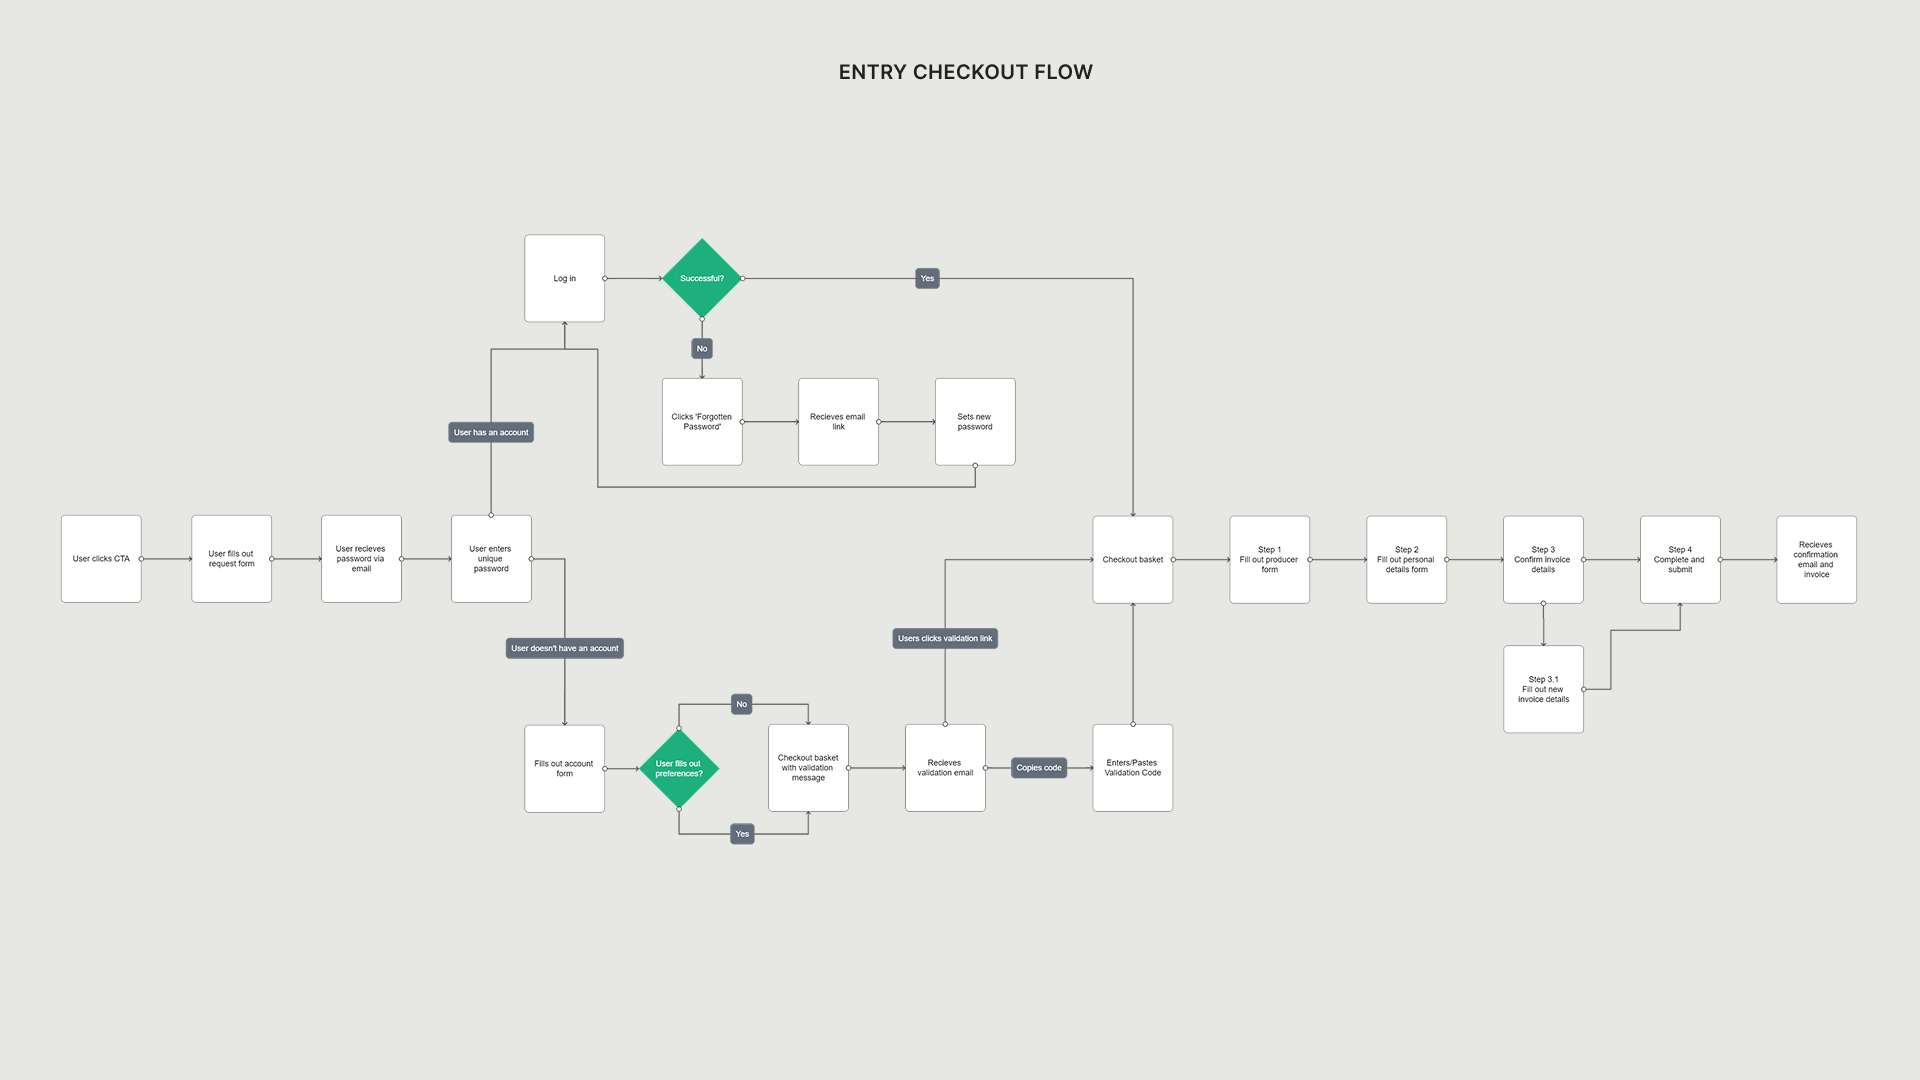 ENTRY CHECKOUT FLOW
Log in
Successful?
Yes
No
Clicks 'Forgotten
Password'
Recieves email
link
Sets new
password
User has an account
User clicks CTA
User fills out
request form
User recieves
password via
email
User enters
unique
password
Checkout basket
Step 1
Fill out producer
form
Step 2
Fill out personal
details form
Step 3
Confirm invoice
details
Step 4
Complete and
submit
Recieves
confirmation
email and
invoice
User doesn't have an account
Users clicks validation link
Step 3.1
Fill out new
invoice details
No
Fills out account
form
User fills out
preferences?
Checkout basket
with validation
message
Recieves
validation email
Copies code
Enters/Pastes
Validation Code
Yes